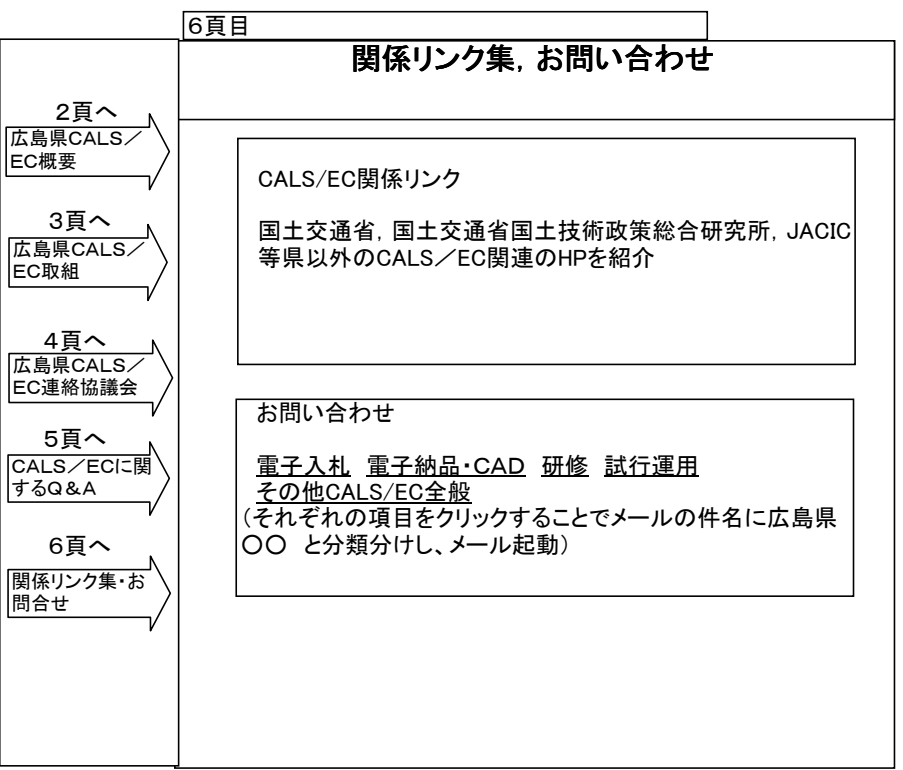 6頁目
関係リンク集，お問い合わせ
2頁へ
広島県CALS／
EC概要
3頁へ
広島県CALS／
EC取組
4頁へ
広島県CALS／
EC連絡協議会
5頁へ
CALS／ECに関
するQ＆A
6頁へ
関係リンク集・お
問合せ
CALS/EC関係リンク
国土交通省，国土交通省国土技術政策総合研究所，JACIC
等県以外のCALS／EC関連のHPを紹介
お問い合わせ
電子入札　電子納品・CAD　研修　試行運用
その他CALS/EC全般
（それぞれの項目をクリックすることでメールの件名に広島県
〇〇　と分類分けし、メール起動）